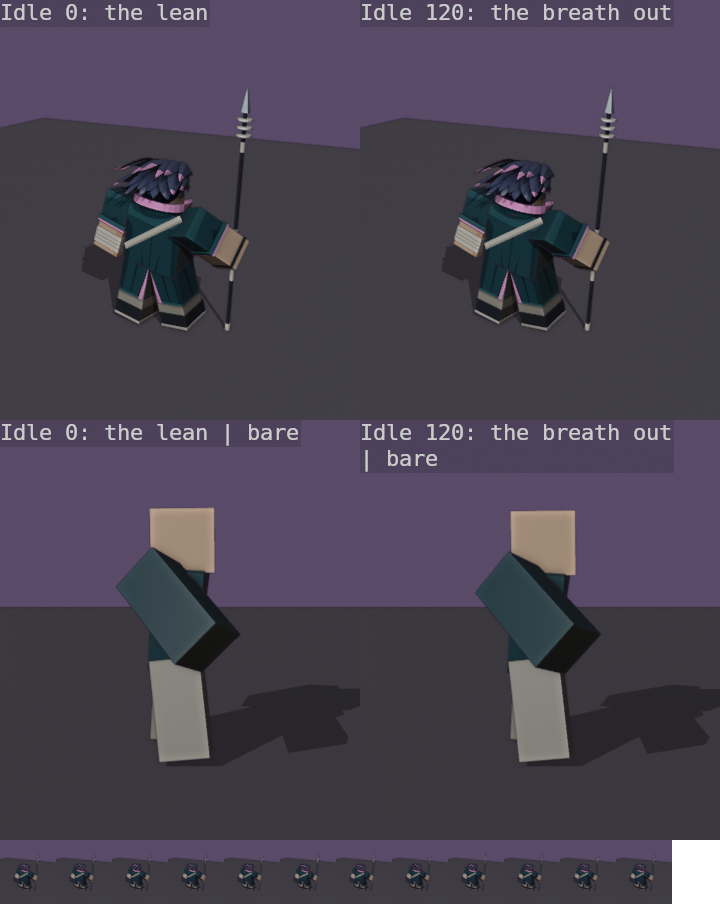 Idle 0: the lean
Idle 120: the breath out
Idle 0: the lean | bare
Idle 120: the breath out
| bare